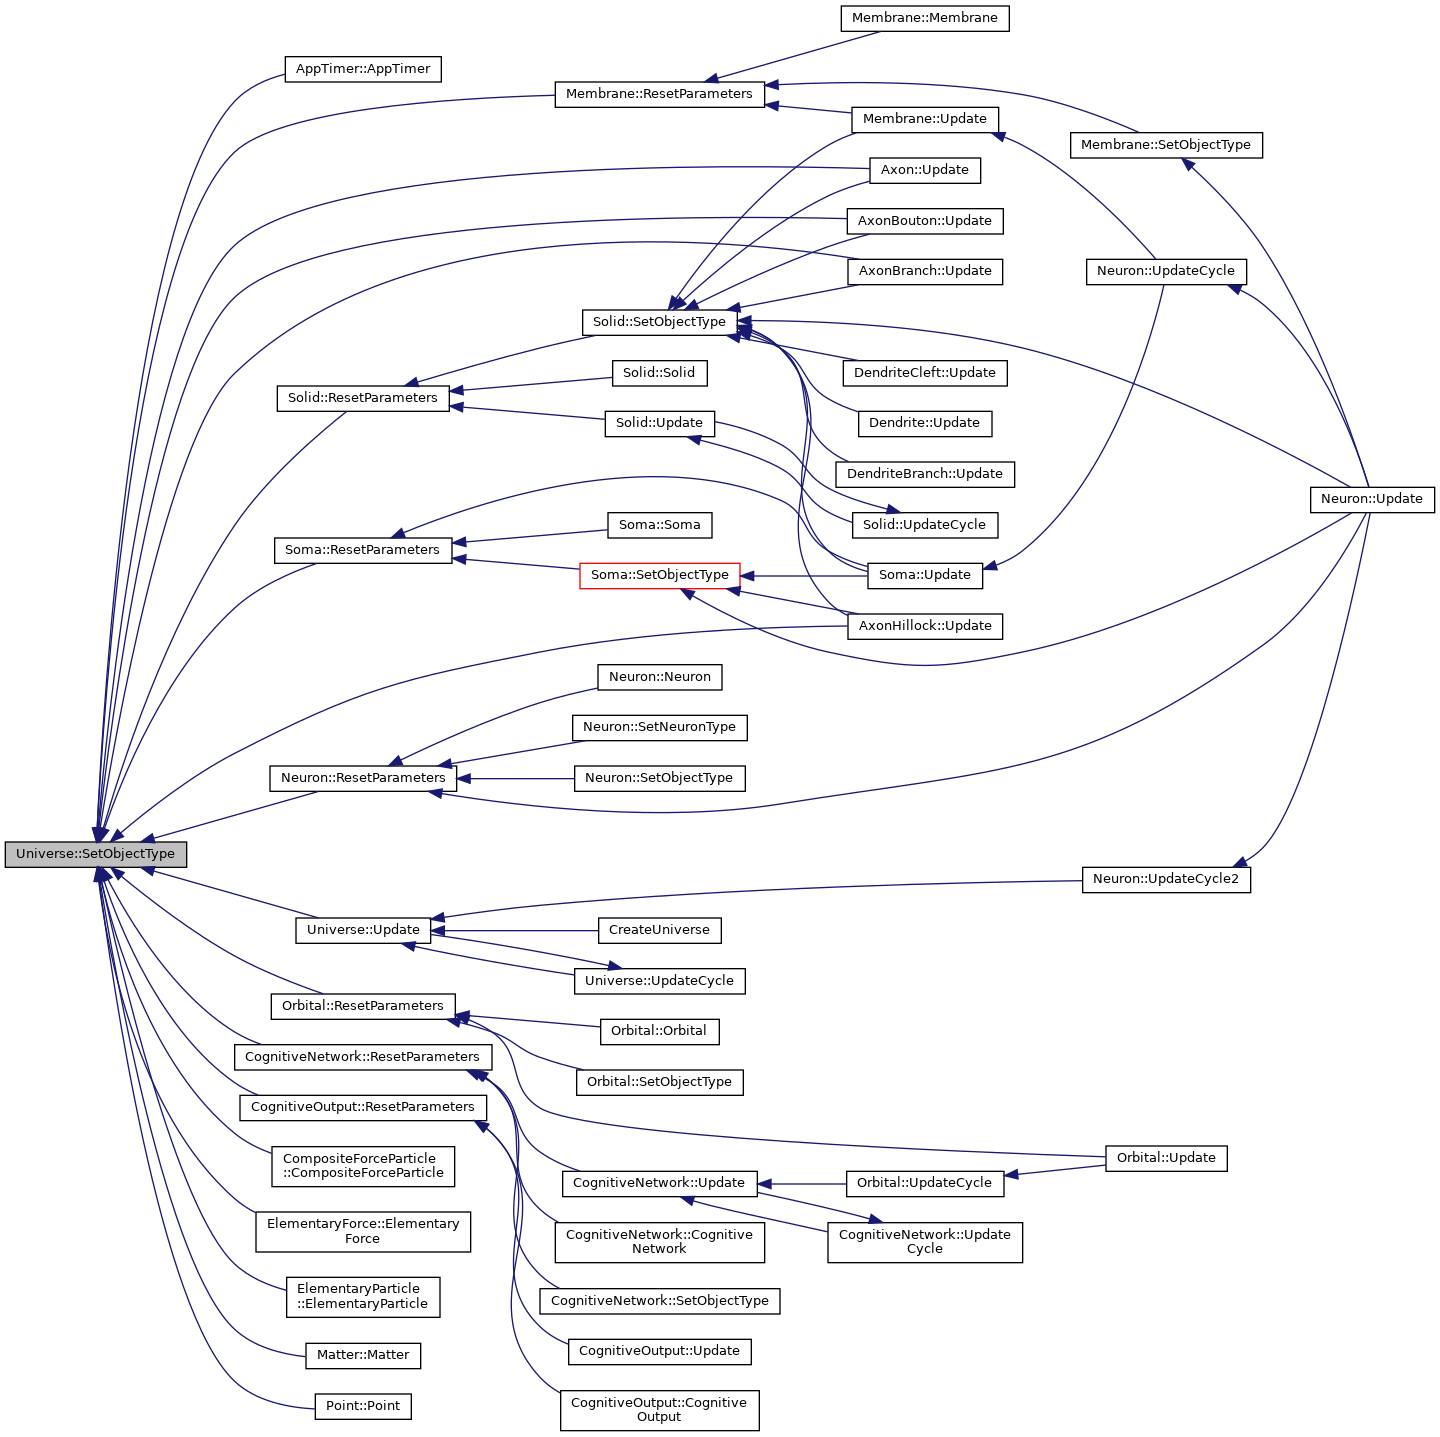 Membrane::Membrane
AppTimer::AppTimer
Membrane::ResetParameters
Membrane::Update
Membrane::SetObjectType
Axon::Update
AxonBouton::Update
AxonBranch::Update
Neuron::UpdateCycle
Solid::SetObjectType
Solid::Solid
DendriteCleft::Update
Solid::ResetParameters
Solid::Update
Dendrite::Update
DendriteBranch::Update
Neuron::Update
Soma::Soma
Solid::UpdateCycle
Soma::ResetParameters
Soma::SetObjectType
Soma::Update
AxonHillock::Update
Neuron::Neuron
Neuron::SetNeuronType
Neuron::ResetParameters
Neuron::SetObjectType
Universe::SetObjectType
Neuron::UpdateCycle2
Universe::Update
CreateUniverse
Universe::UpdateCycle
Orbital::ResetParameters
Orbital::Orbital
CognitiveNetwork::ResetParameters
Orbital::SetObjectType
CognitiveOutput::ResetParameters
CompositeForceParticle
::CompositeForceParticle
Orbital::Update
CognitiveNetwork::Update
Orbital::UpdateCycle
ElementaryForce::Elementary
Force
CognitiveNetwork::Cognitive
Network
CognitiveNetwork::Update
Cycle
ElementaryParticle
::ElementaryParticle
CognitiveNetwork::SetObjectType
Matter::Matter
CognitiveOutput::Update
Point::Point
CognitiveOutput::Cognitive
Output